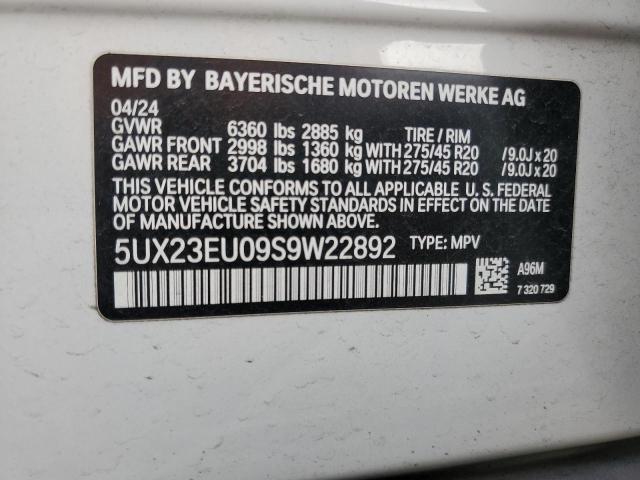 MFD BY BAYERISCHE MOTOREN WERKE AG
04/24
GVWR 6360 lbs 2885 kg TIRE / RIM
GAWR FRONT 2998 lbs 1360 kg WITH 275/45 R20 / 9.0J x 20
GAWR REAR 3704 lbs 1680 kg WITH 275/45 R20 / 9.0J x 20
THIS VEHICLE CONFORMS TO ALL APPLICABLE U. S. FEDERAL
MOTOR VEHICLE SAFETY STANDARDS IN EFFECT ON THE DATE
OF MANUFACTURE SHOWN ABOVE.
5UX23EU09S9W22892 TYPE: MPV
A96M
7 320 729